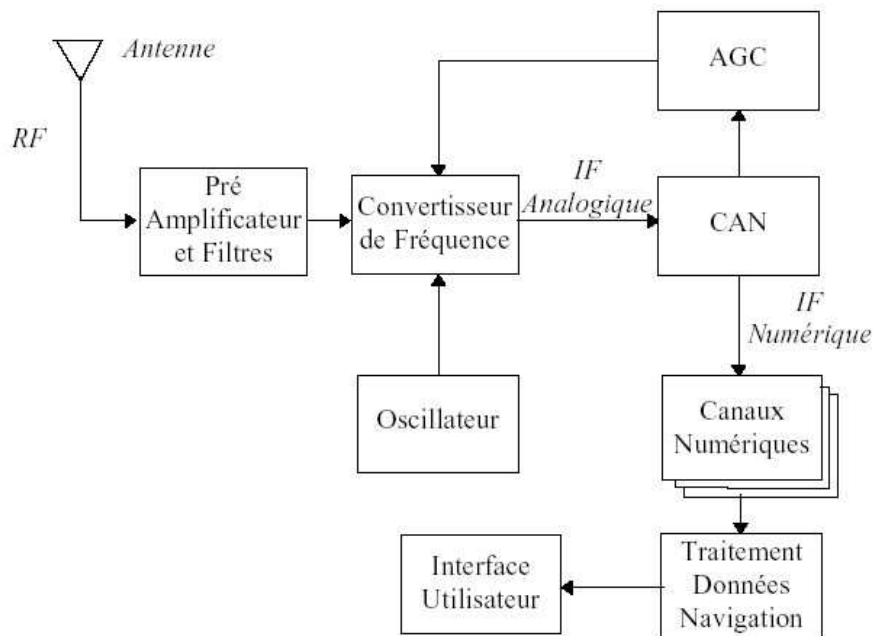 Antenne
AGC
RF
Pré
Amplificateur
et Filtres
Convertisseur
de Fréquence
IF
Analogique
CAN
IF
Numérique
Oscillateur
Canaux
Numériques
Interface
Utilisateur
Traitement
Données
Navigation